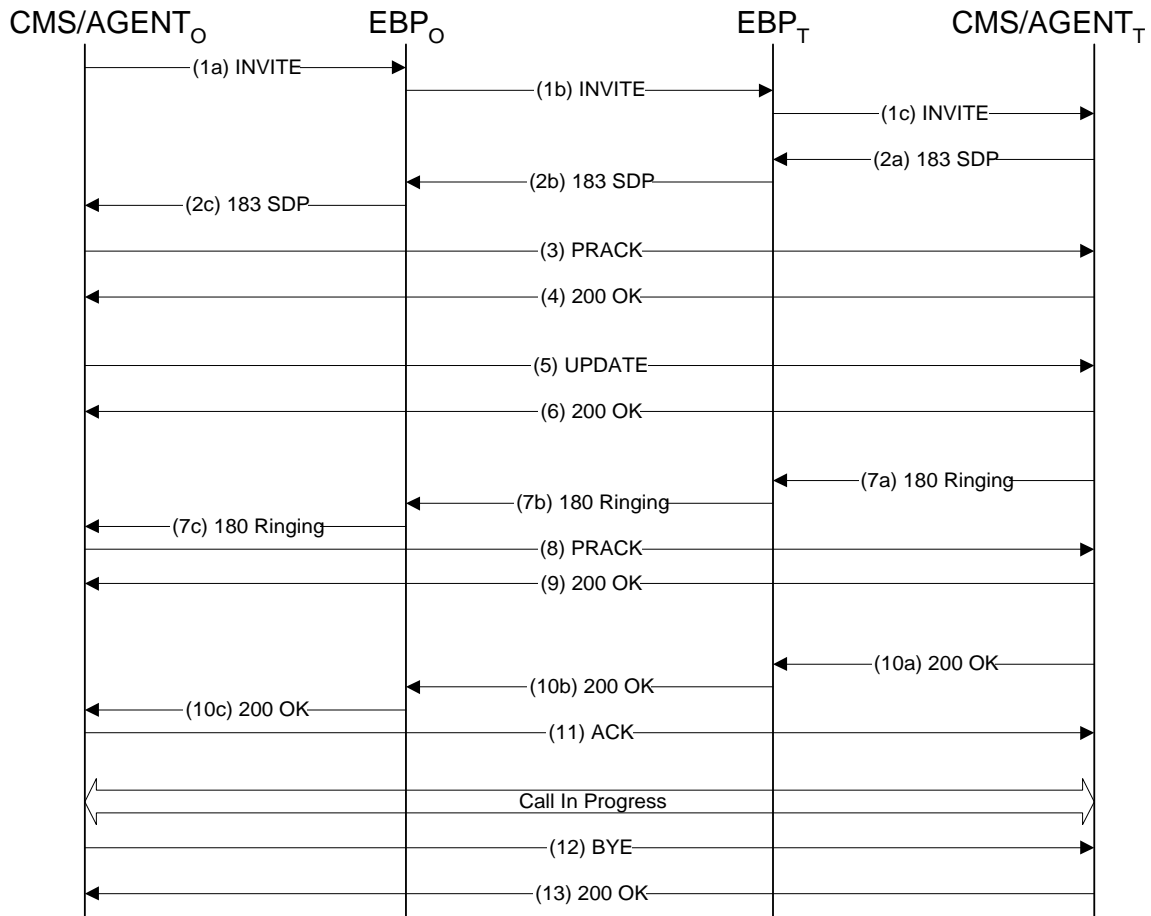 CMS/AGENTO EBPO EBPT CMS/AGENTT
(1a) INVITE
(1b) INVITE
(1c) INVITE
(2a) 183 SDP
(2b) 183 SDP
(2c) 183 SDP
(3) PRACK
(4) 200 OK
(5) UPDATE
(6) 200 OK
(7a) 180 Ringing
(7b) 180 Ringing
(7c) 180 Ringing
(8) PRACK
(9) 200 OK
(10a) 200 OK
(10b) 200 OK
(10c) 200 OK
(11) ACK
Call In Progress
(12) BYE
(13) 200 OK